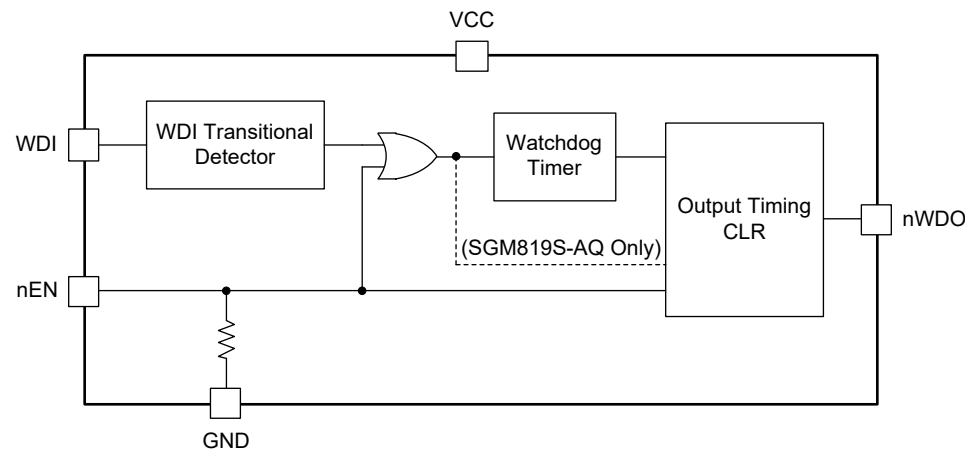 VCC
WDI
WDI Transitional
Detector
Watchdog
Timer
Output Timing
CLR
nWDO
(SGM819S-AQ Only)
nEN
GND